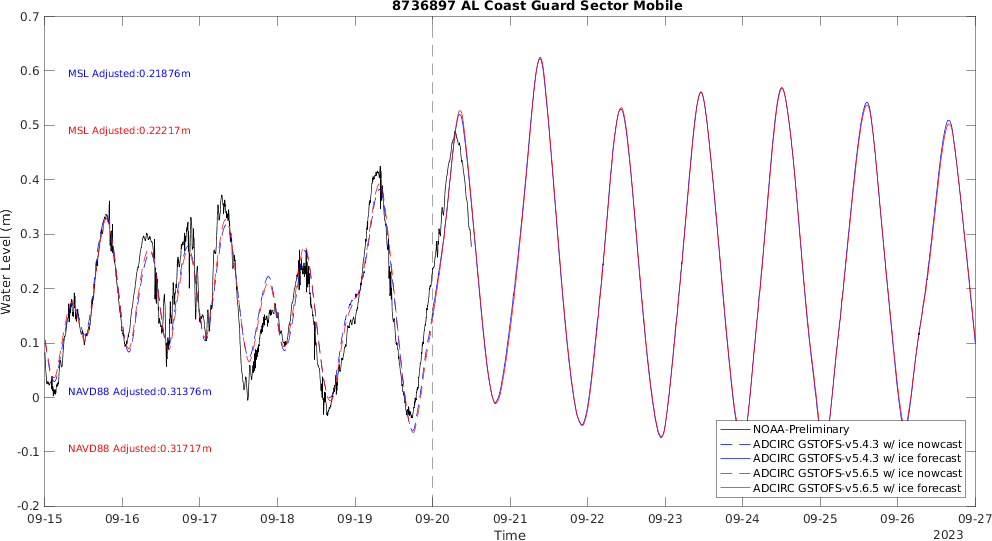 8736897 AL Coast Guard Sector Mobile
0.7
0.6
0.5
0.4
0.3
0.2
0.1
0
-0.1
-0.2
Water Level (m)
MSL Adjusted:0.21876m
MSL Adjusted:0.22217m
NAVD88 Adjusted:0.31376m
NAVD88 Adjusted:0.31717m
NOAA-Preliminary
ADCIRC GSTOFS-v5.4.3 w/ ice nowcast
ADCIRC GSTOFS-v5.4.3 w/ ice forecast
ADCIRC GSTOFS-v5.6.5 w/ ice nowcast
ADCIRC GSTOFS-v5.6.5 w/ ice forecast
09-15 09-16 09-17 09-18 09-19 09-20 09-21 09-22 09-23 09-24 09-25 09-26 09-27
Time
2023